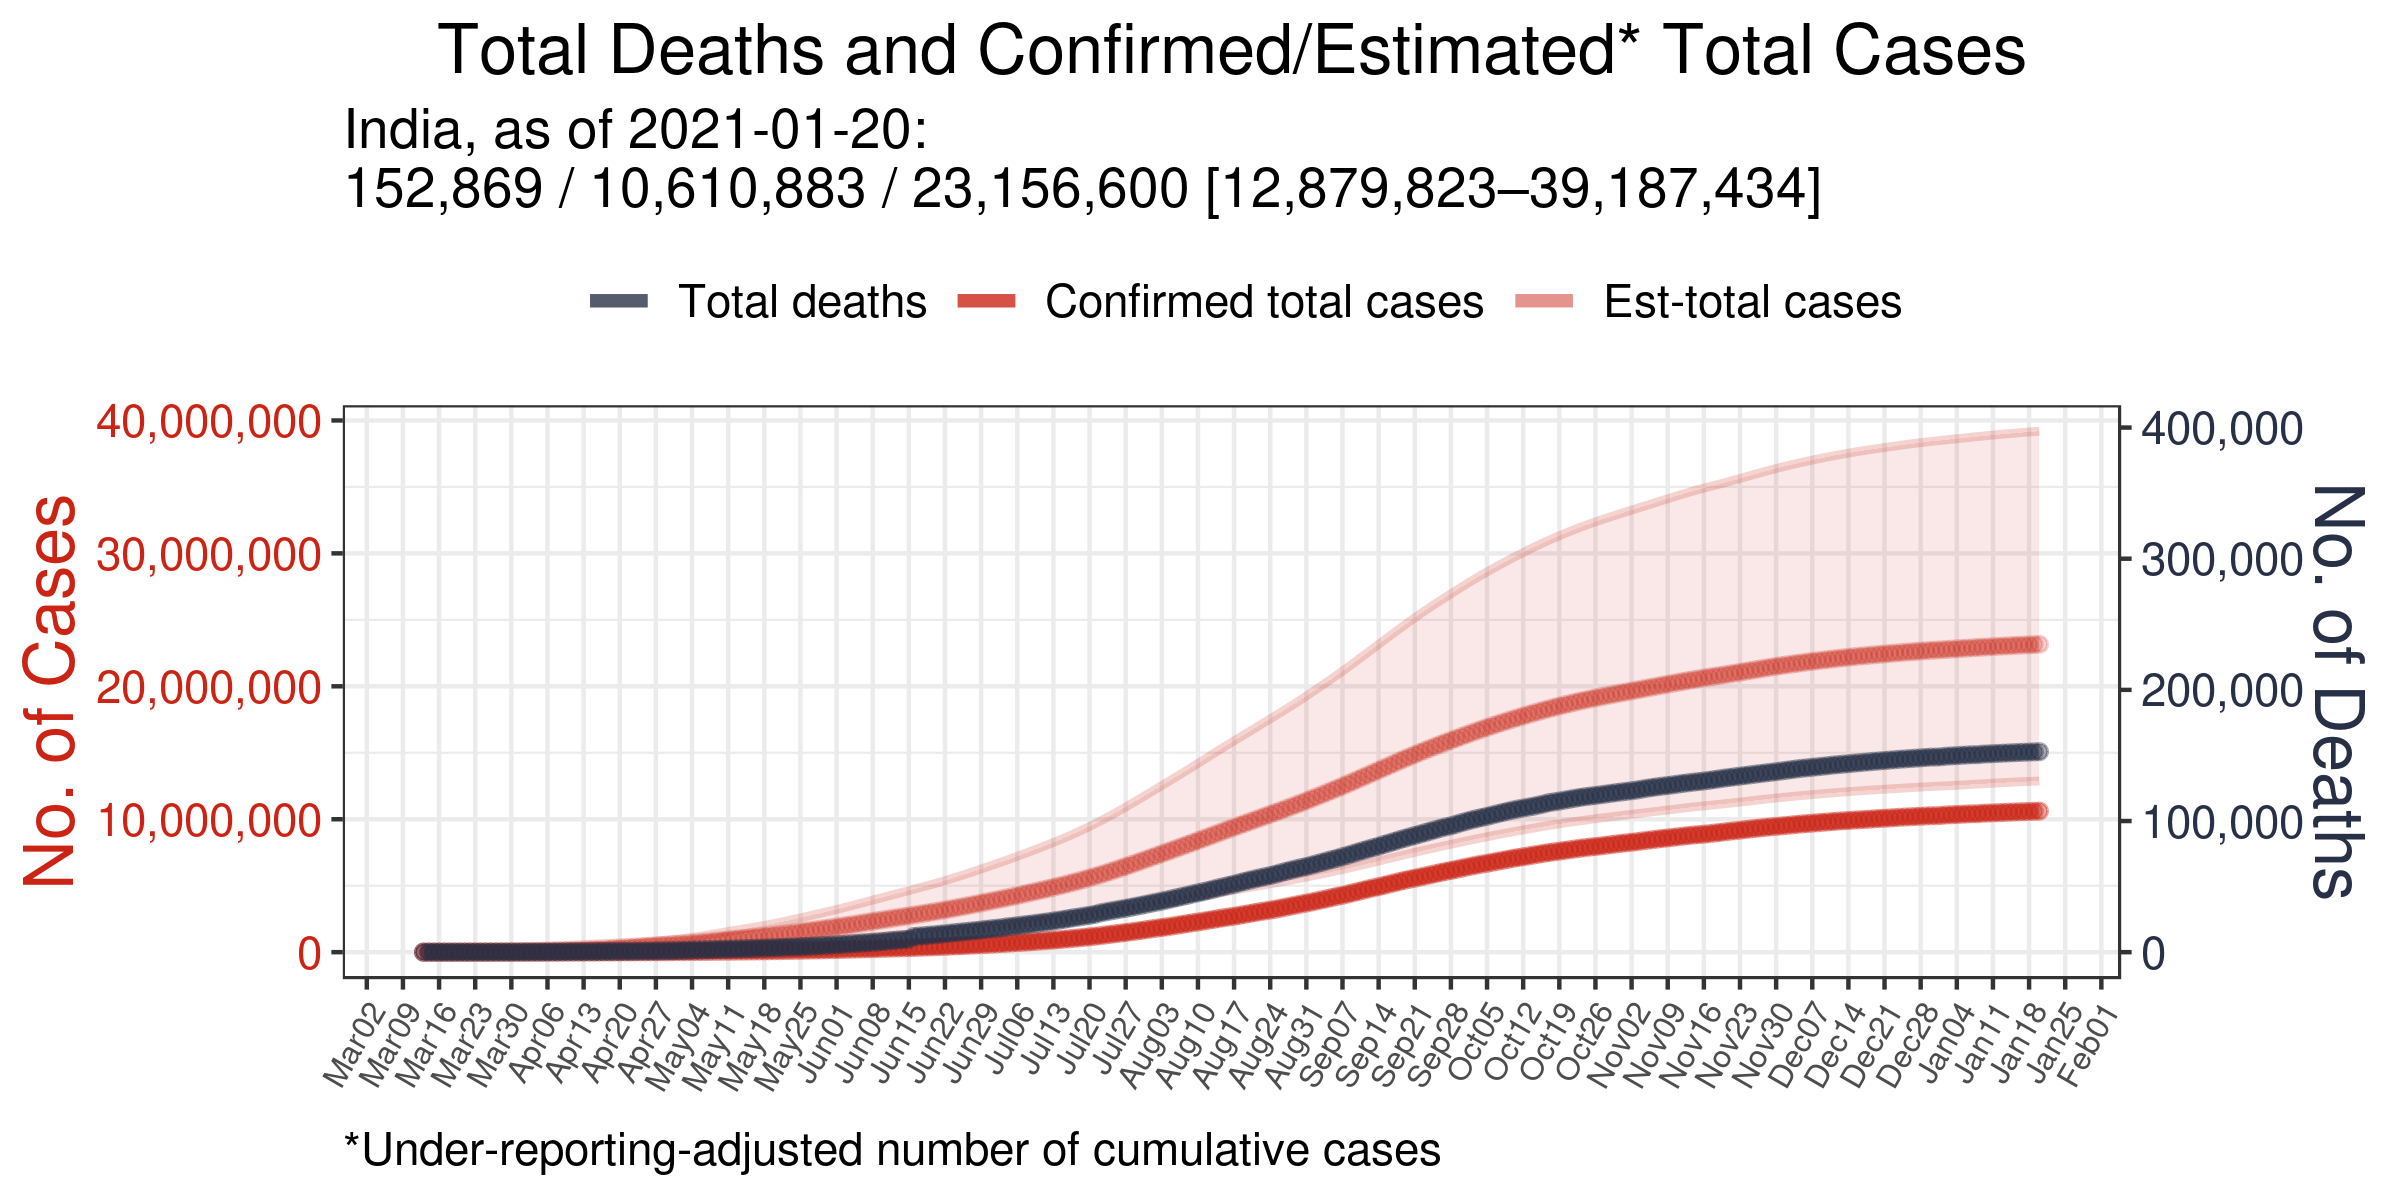 Total Deaths and Confirmed/Estimated* Total Cases
India, as of 2021-01-20:
152,869 / 10,610,883 / 23,156,600 [12,879,823–39,187,434]
Total deaths
Confirmed total cases
Est-total cases
No. of Cases
40,000,000
30,000,000
20,000,000
10,000,000
0
400,000
300,000
200,000
100,000
0
No. of Deaths
Mar02
Mar09
Mar16
Mar23
Mar30
Apr06
Apr13
Apr20
Apr27
May04
May11
May18
May25
Jun01
Jun08
Jun15
Jun22
Jun29
Jul06
Jul13
Jul20
Jul27
Aug03
Aug10
Aug17
Aug24
Aug31
Sep07
Sep14
Sep21
Sep28
Oct05
Oct12
Oct19
Oct26
Nov02
Nov09
Nov16
Nov23
Nov30
Dec07
Dec14
Dec21
Dec28
Jan04
Jan11
Jan18
Jan25
Feb01
*Under-reporting-adjusted number of cumulative cases